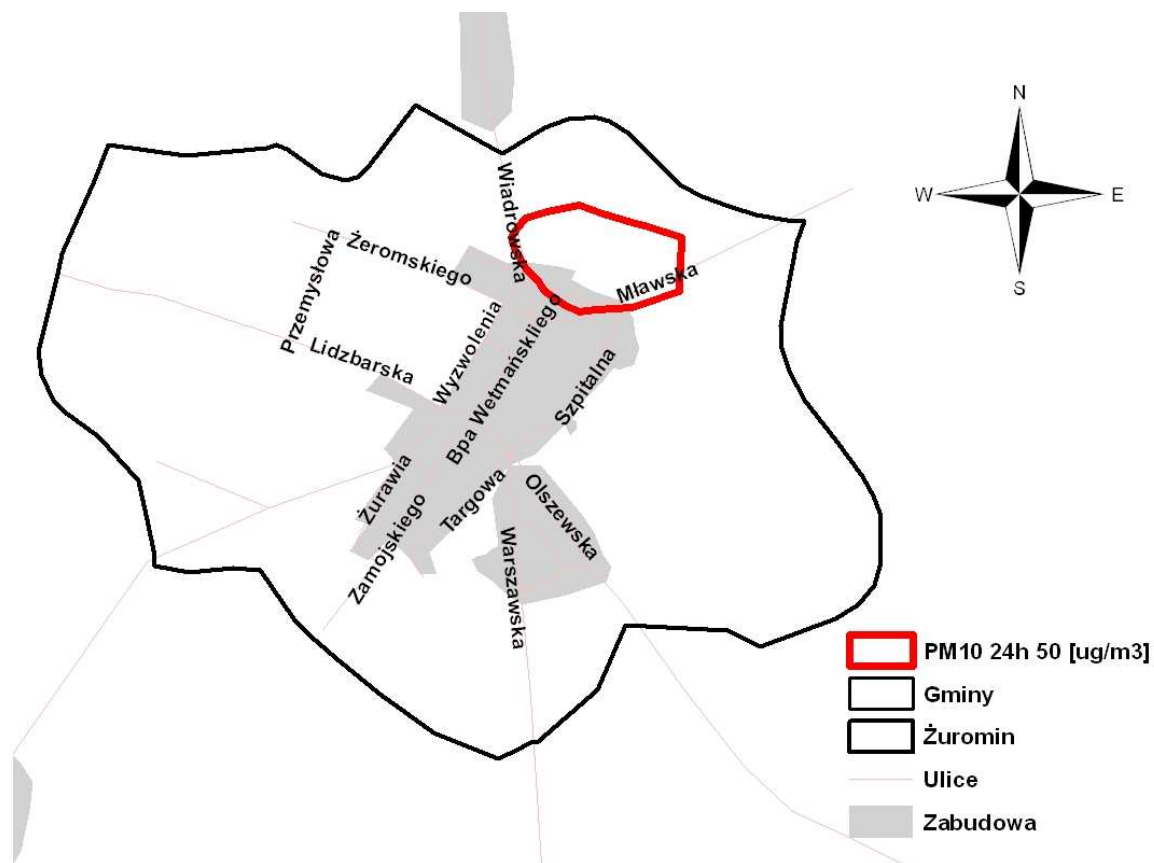 N
W
E
S
Wiadrowska
Żeromskiego
Przemysłowa
Mławska
Lidzbarska
Wyzwolenia
Bpa Wetmańskliego
Szpitalna
Żurawia
Zamojskiego
Targowa
Olszewska
Warszawska
PM10 24h 50 [ug/m3]
Gminy
Żuromin
Ulice
Zabudowa